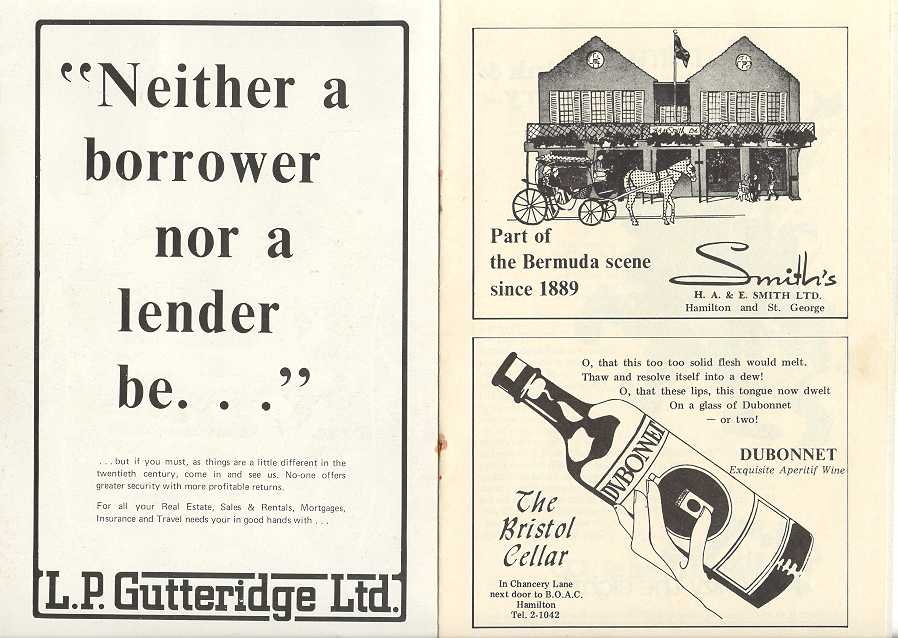 “Neither a
borrower
nor a
lender
be. . .”
. . .but if you must, as things are a little different in the
twentieth century, come in and see us. No-one offers
greater security with more profitable returns.
For all your Real Estate, Sales & Rentals, Mortgages,
Insurance and Travel needs your in good hands with . . .
L.P. Gutteridge Ltd.
Part of
the Bermuda scene
since 1889
Smith's
H. A. & E. SMITH LTD.
Hamilton and St. George
O, that this too too solid flesh would melt.
Thaw and resolve itself into a dew!
O, that these lips, this tongue now dwelt
On a glass of Dubonnet
— or two!
DUBONNET
Exquisite Aperitif Wine
DUBONNET
The
Bristol
Cellar
In Chancery Lane
next door to B.O.A.C.
Hamilton
Tel. 2-1042